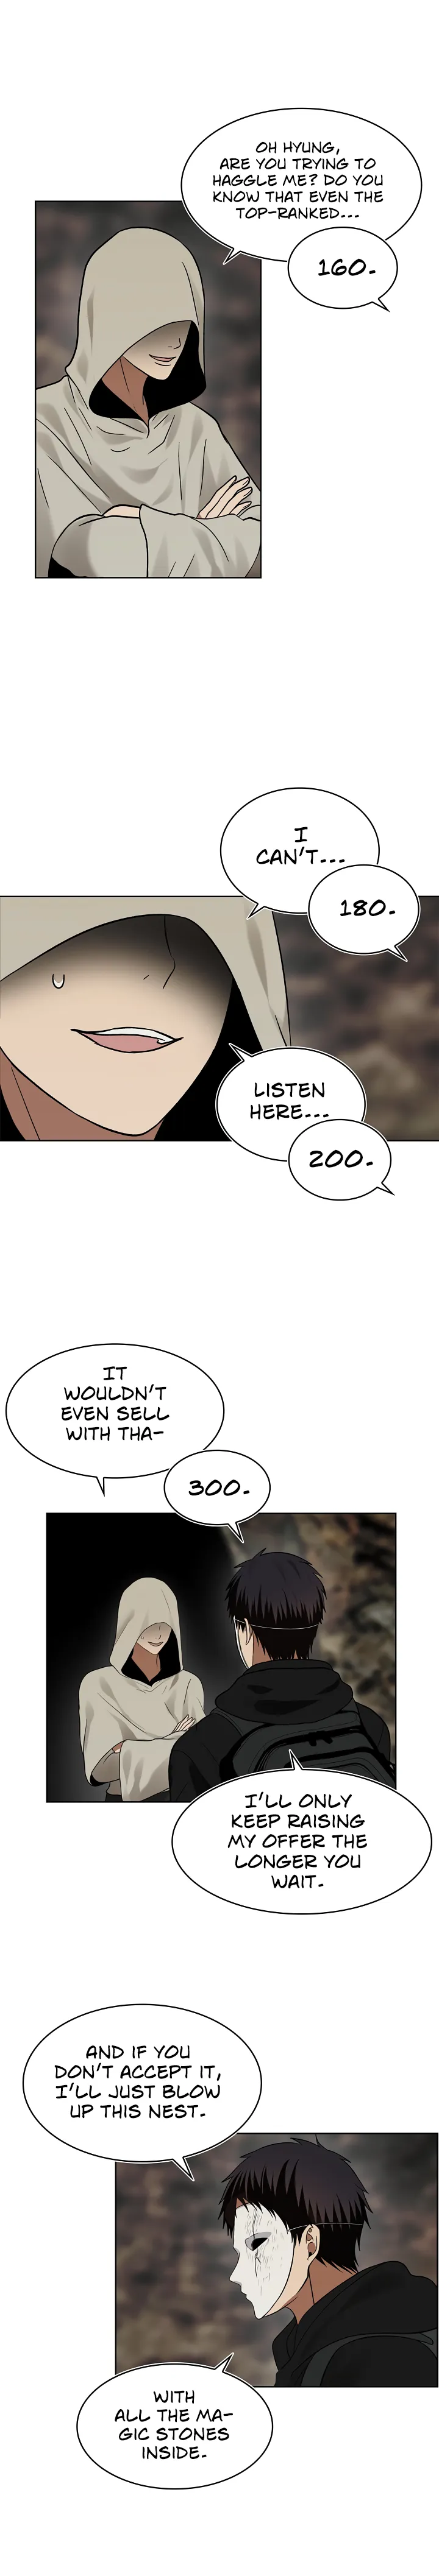 OH HYUNG,
ARE YOU TRYING TO
HAGGLE ME? DO YOU
KNOW THAT EVEN THE
TOP-RANKED...
160.
I
CAN'T...
180.
LISTEN
HERE...
200.
IT
WOULDN'T
EVEN SELL
WITH THA-
300.
I'LL ONLY
KEEP RAISING
MY OFFER THE
LONGER YOU
WAIT.
AND IF YOU
DON'T ACCEPT IT,
I'LL JUST BLOW
UP THIS NEST.
WITH
ALL THE MA-
GIC STONES
INSIDE.